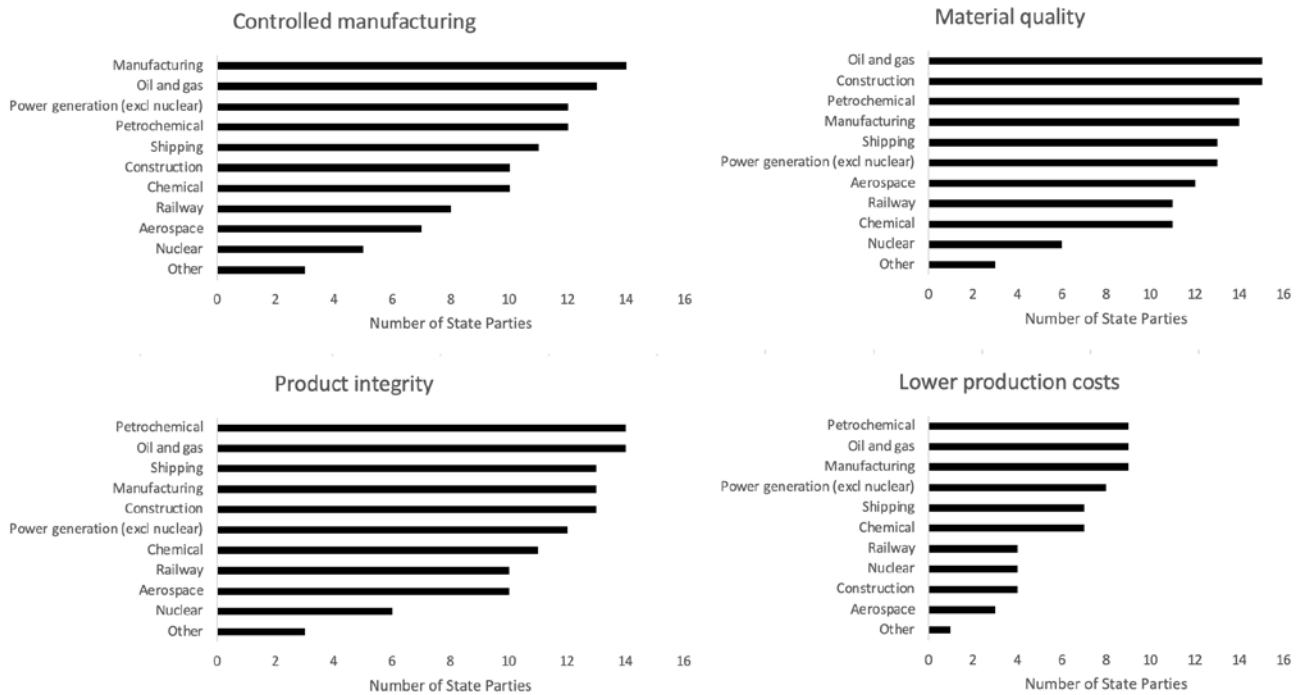 Controlled manufacturing
Manufacturing
Oil and gas
Power generation (excl nuclear)
Petrochemical
Shipping
Construction
Chemical
Railway
Aerospace
Nuclear
Other
0 2 4 6 8 10 12 14 16
Number of State Parties
Material quality
Oil and gas
Construction
Petrochemical
Manufacturing
Shipping
Power generation (excl nuclear)
Aerospace
Railway
Chemical
Nuclear
Other
0 2 4 6 8 10 12 14 16
Number of State Parties
Product integrity
Petrochemical
Oil and gas
Shipping
Manufacturing
Construction
Power generation (excl nuclear)
Chemical
Railway
Aerospace
Nuclear
Other
0 2 4 6 8 10 12 14 16
Number of State Parties
Lower production costs
Petrochemical
Oil and gas
Manufacturing
Power generation (excl nuclear)
Shipping
Chemical
Railway
Nuclear
Construction
Aerospace
Other
0 2 4 6 8 10 12 14 16
Number of State Parties